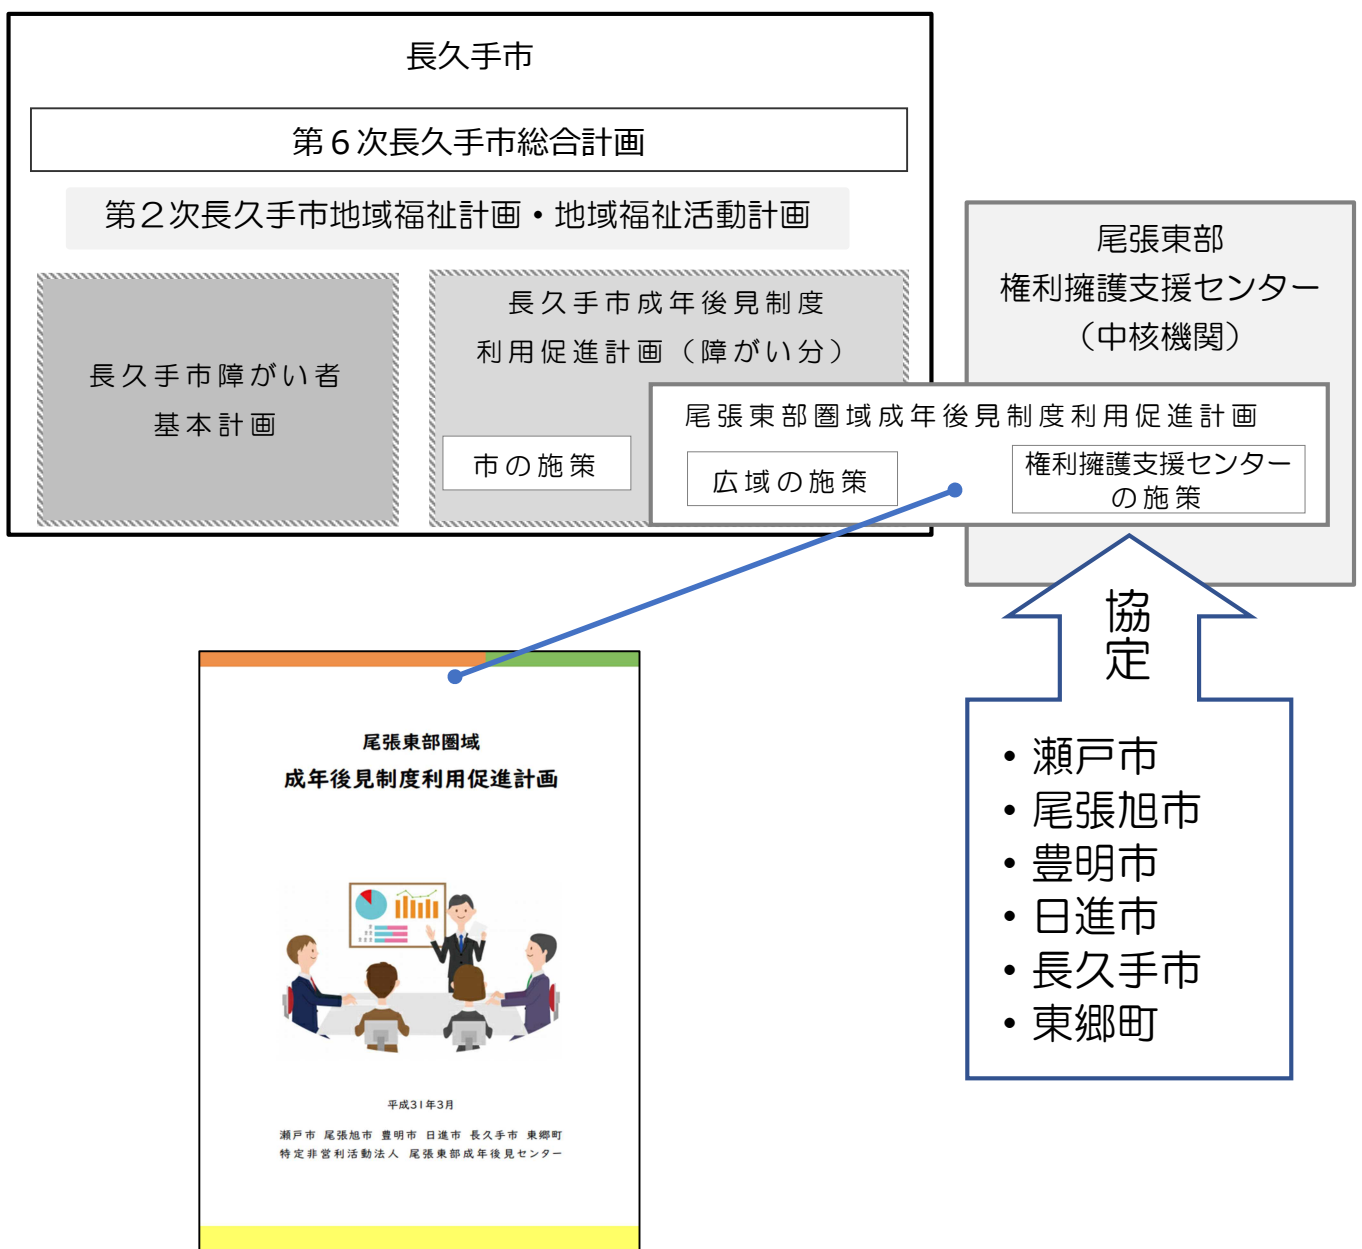 長久手市
第６次長久手市総合計画
第２次長久手市地域福祉計画・地域福祉活動計画
長久手市障がい者
基本計画
長久手市成年後見制度
利用促進計画（障がい分）
市の施策
尾張東部
権利擁護支援センター
（中核機関）
尾張東部圏域成年後見制度利用促進計画
広域の施策
権利擁護支援センター
の施策
協
定
・瀬戸市
・尾張旭市
・豊明市
・日進市
・長久手市
・東郷町
尾張東部圏域
成年後見制度利用促進計画
平成31年3月
瀬戸市 尾張旭市 豊明市 日進市 長久手市 東郷町
特定非営利活動法人 尾張東部成年後見センター